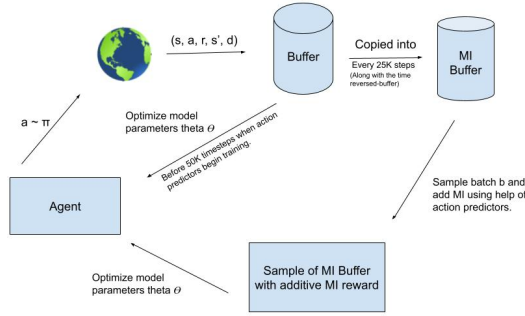 (s, a, r, s', d)
Buffer
Copied into
Every 25K steps
(Along with the time
reversed-buffer)
MI
Buffer
a ~ π
Optimize model
parameters theta θ
Before 50K timesteps when action
predictors begin training.
Agent
Sample batch b and
add MI using help of
action predictors.
Optimize model
parameters theta θ
Sample of MI Buffer
with additive MI reward